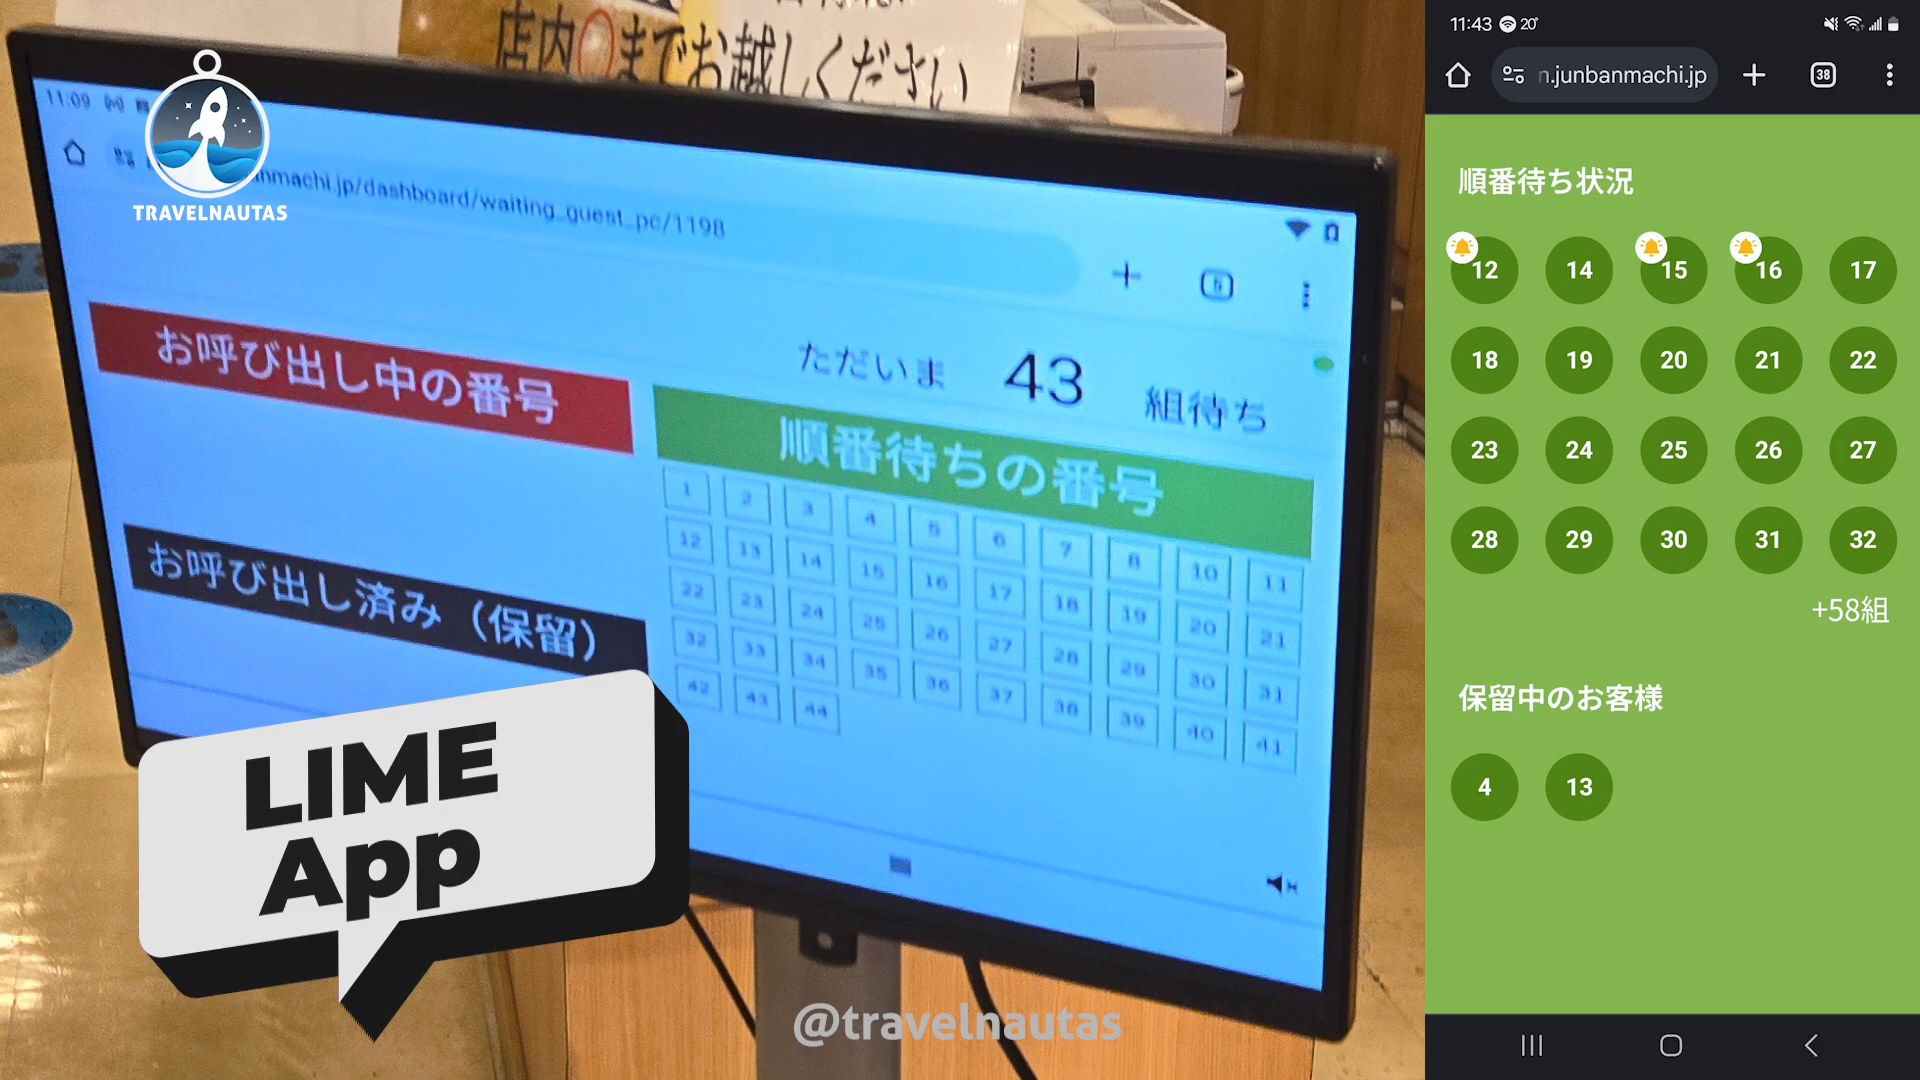 店内〇までお越しください
11:09
TRAVELNAUTAS
nmachi.jp/dashboard/waiting_guest_pc/1198
お呼び出し中の番号
ただいま 43 組待ち
順番待ちの番号
1 2 3 4 5 6 7 8 10 11
12 13 14 15 16 17 18 19 20 21
22 23 24 25 26 27 28 29 30 31
32 33 34 35 36 37 38 39 40 41
42 43 44
お呼び出し済み（保留）
LIME
App
@travelnautas
11:43 20°
n.junbanmachi.jp 38
順番待ち状況
12 14 15 16 17
18 19 20 21 22
23 24 25 26 27
28 29 30 31 32
+58組
保留中のお客様
4 13